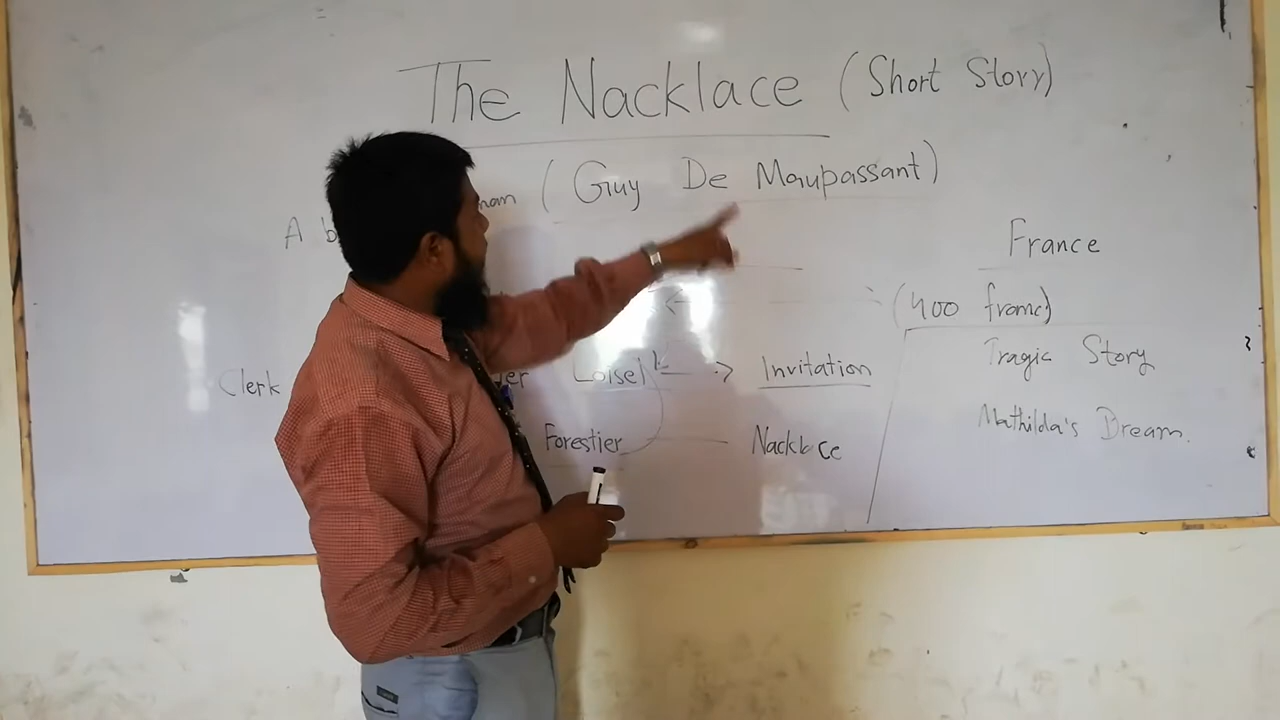 The Nacklace (Short Story)
(Guy De Maupassant)
A
France
(400 franc)
Tragic Story
Clerk Loisel Invitation
Mathilda's Dream.
Forestier Nacklace